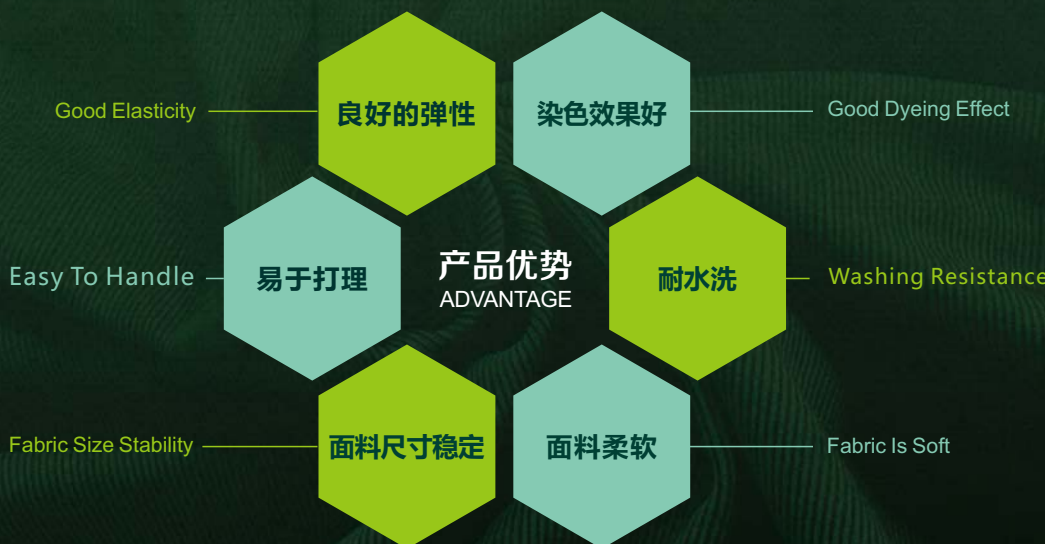 Good Elasticity
良好的弹性
染色效果好
Good Dyeing Effect
Easy To Handle
易于打理
产品优势
ADVANTAGE
耐水洗
Washing Resistance
Fabric Size Stability
面料尺寸稳定
面料柔软
Fabric Is Soft